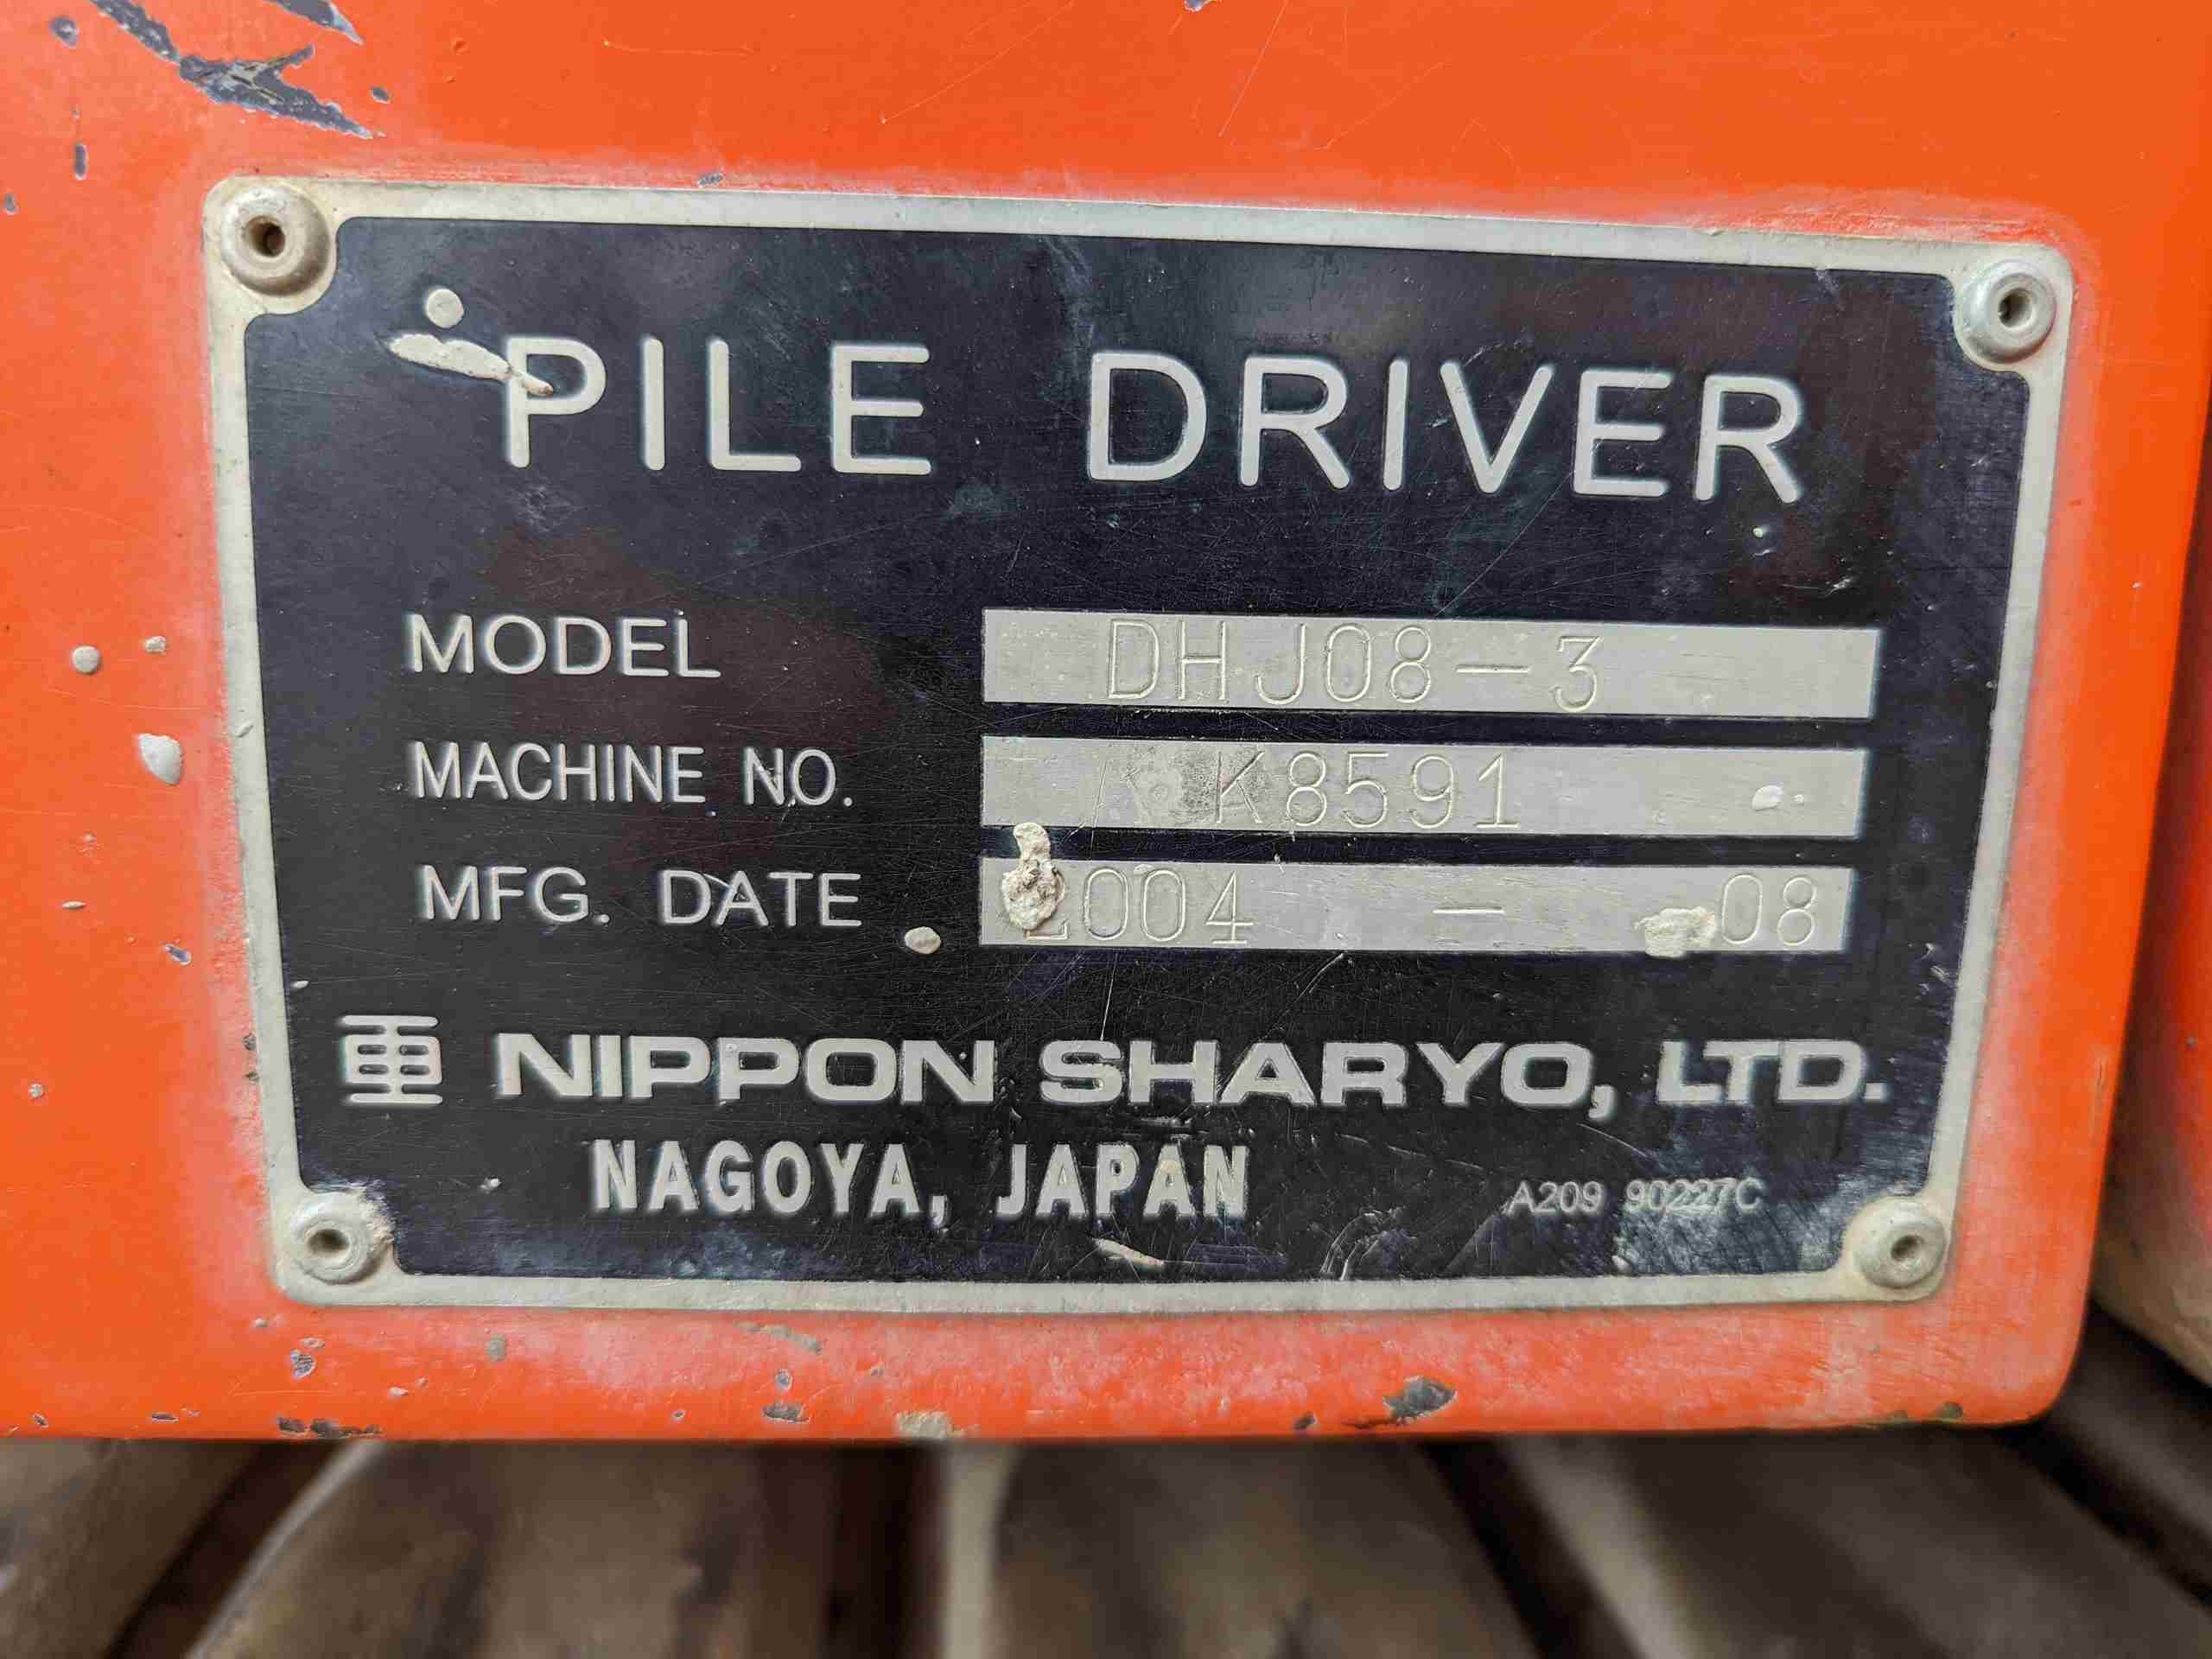 PILE DRIVER
MODEL DHJ08-3
MACHINE NO. K8591
MFG. DATE 2004 - 08
NIPPON SHARYO, LTD.
NAGOYA, JAPAN
A209 90227C